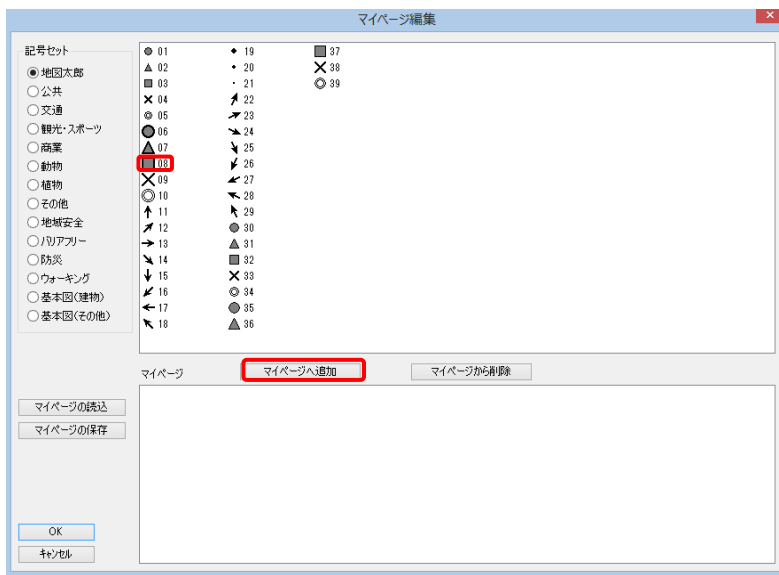 マイページ編集
記号セット
地図太郎
公共
交通
観光・スポーツ
商業
動物
植物
その他
地域安全
バリアフリー
防災
ウォーキング
基本図(建物)
基本図(その他)
01
02
03
04
05
06
07
08
09
10
11
12
13
14
15
16
17
18
19
20
21
22
23
24
25
26
27
28
29
30
31
32
33
34
35
36
37
38
39
マイページ
マイページへ追加
マイページから削除
マイページの読込
マイページの保存
OK
キャンセル